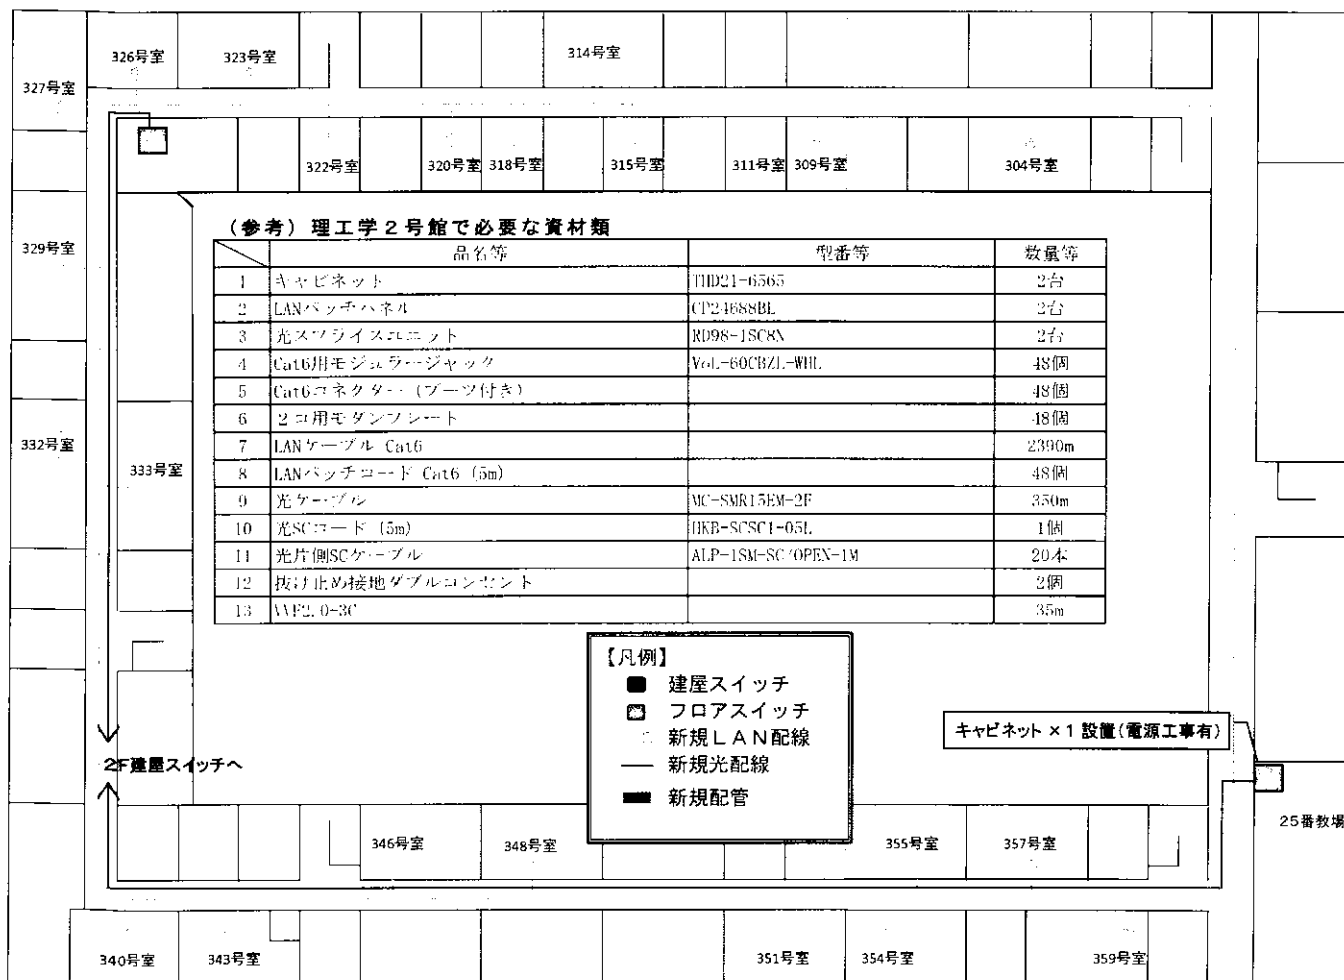 326号室
323号室
314号室
327号室
322号室
320号室
318号室
315号室
311号室
309号室
304号室
329号室
332号室
333号室
(参考) 理工学2号館で必要な資材類
品名等 型番等 数量等
1 キャビネット THD21-6565 2台
2 LANパッチパネル CP24688BL 2台
3 光スプライスユニット RD98-1SC8N 2台
4 Cat6用モジュラージャック 48個
5 Cat6コネクター (ブーツ付き) 48個
6 2コ用モダンプレート 48個
7 LANケーブル Cat6 2390m
8 LANパッチコード Cat6 (5m) 48個
9 光ケーブル MC-SMR15EM-2F 350m
10 光SCコード (5m) HKB-SCSC1-05L 1個
11 光片側SCケーブル ALP-1SM-SC/OPEN-1M 20本
12 抜け止め接地ダブルコンセント 2個
13 VVF2.0-3C 35m
【凡例】
建屋スイッチ
フロアスイッチ
新規LAN配線
新規光配線
新規配管
キャビネット×1設置(電源工事有)
2F建屋スイッチへ
25番教場
346号室
348号室
355号室
357号室
340号室
343号室
351号室
354号室
359号室